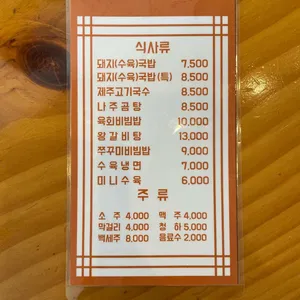 식사류
돼지(수육)국밥 7,500
돼지(수육)국밥(특) 8,500
제주고기국수 8,500
나주곰탕 8,500
육회비빔밥 10,000
왕갈비탕 13,000
쭈꾸미비빔밥 9,000
수육냉면 7,000
미니수육 6,000
주류
소주 4,000 맥주 4,000
막걸리 4,000 청하 5,000
백세주 8,000 음료수 2,000